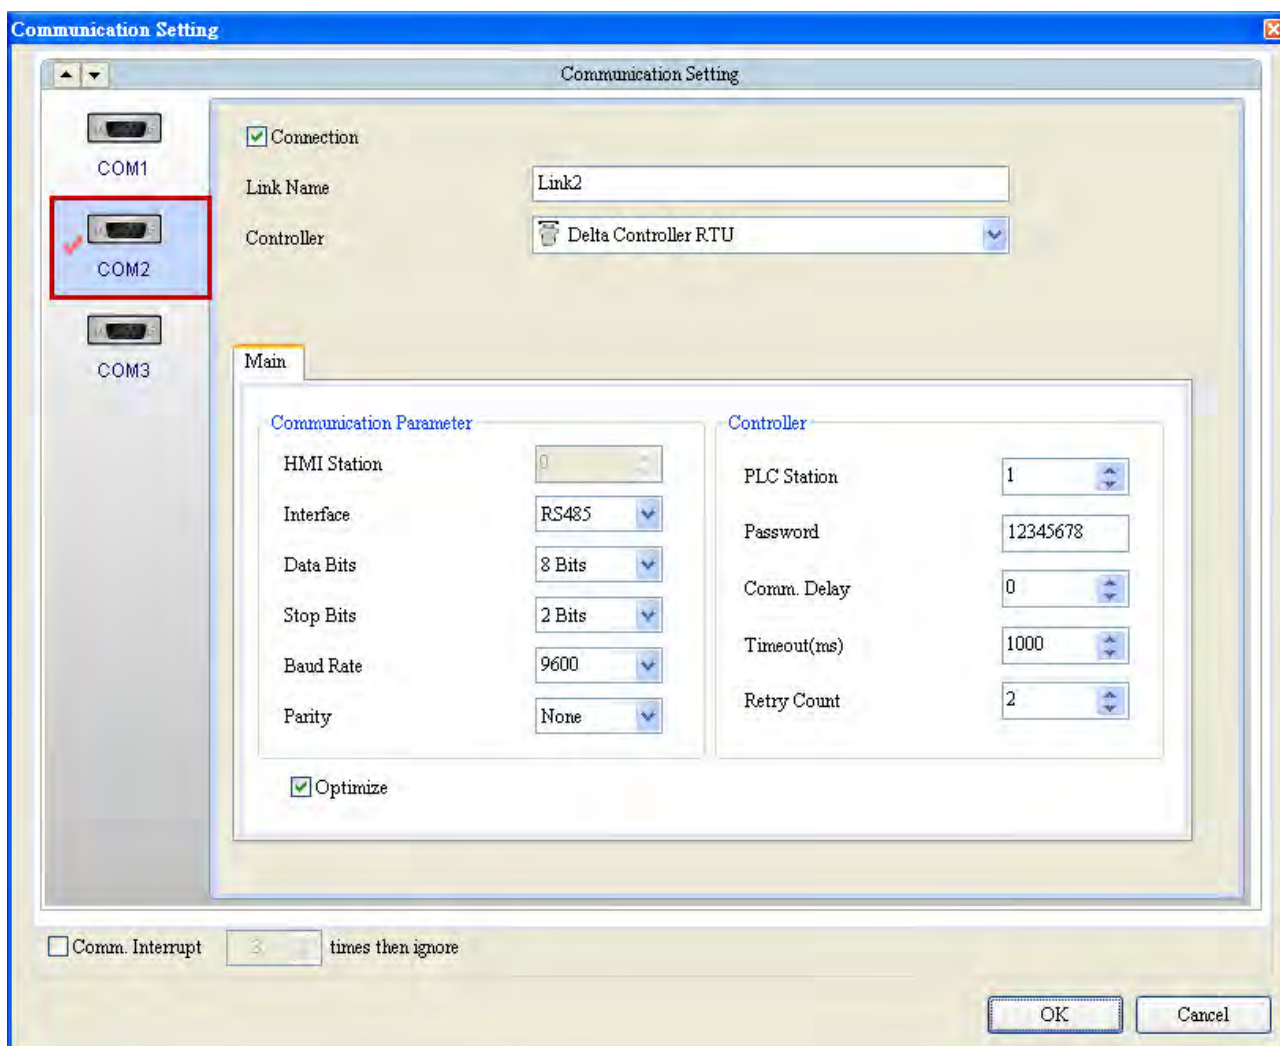 Communication Setting
Communication Setting
COM1
COM2
COM3
Connection
Link Name Link2
Controller Delta Controller RTU
Main
Communication Parameter
HMI Station 0
Interface RS485
Data Bits 8 Bits
Stop Bits 2 Bits
Baud Rate 9600
Parity None
Optimize
Controller
PLC Station 1
Password 12345678
Comm. Delay 0
Timeout(ms) 1000
Retry Count 2
Comm. Interrupt 3 times then ignore
OK Cancel